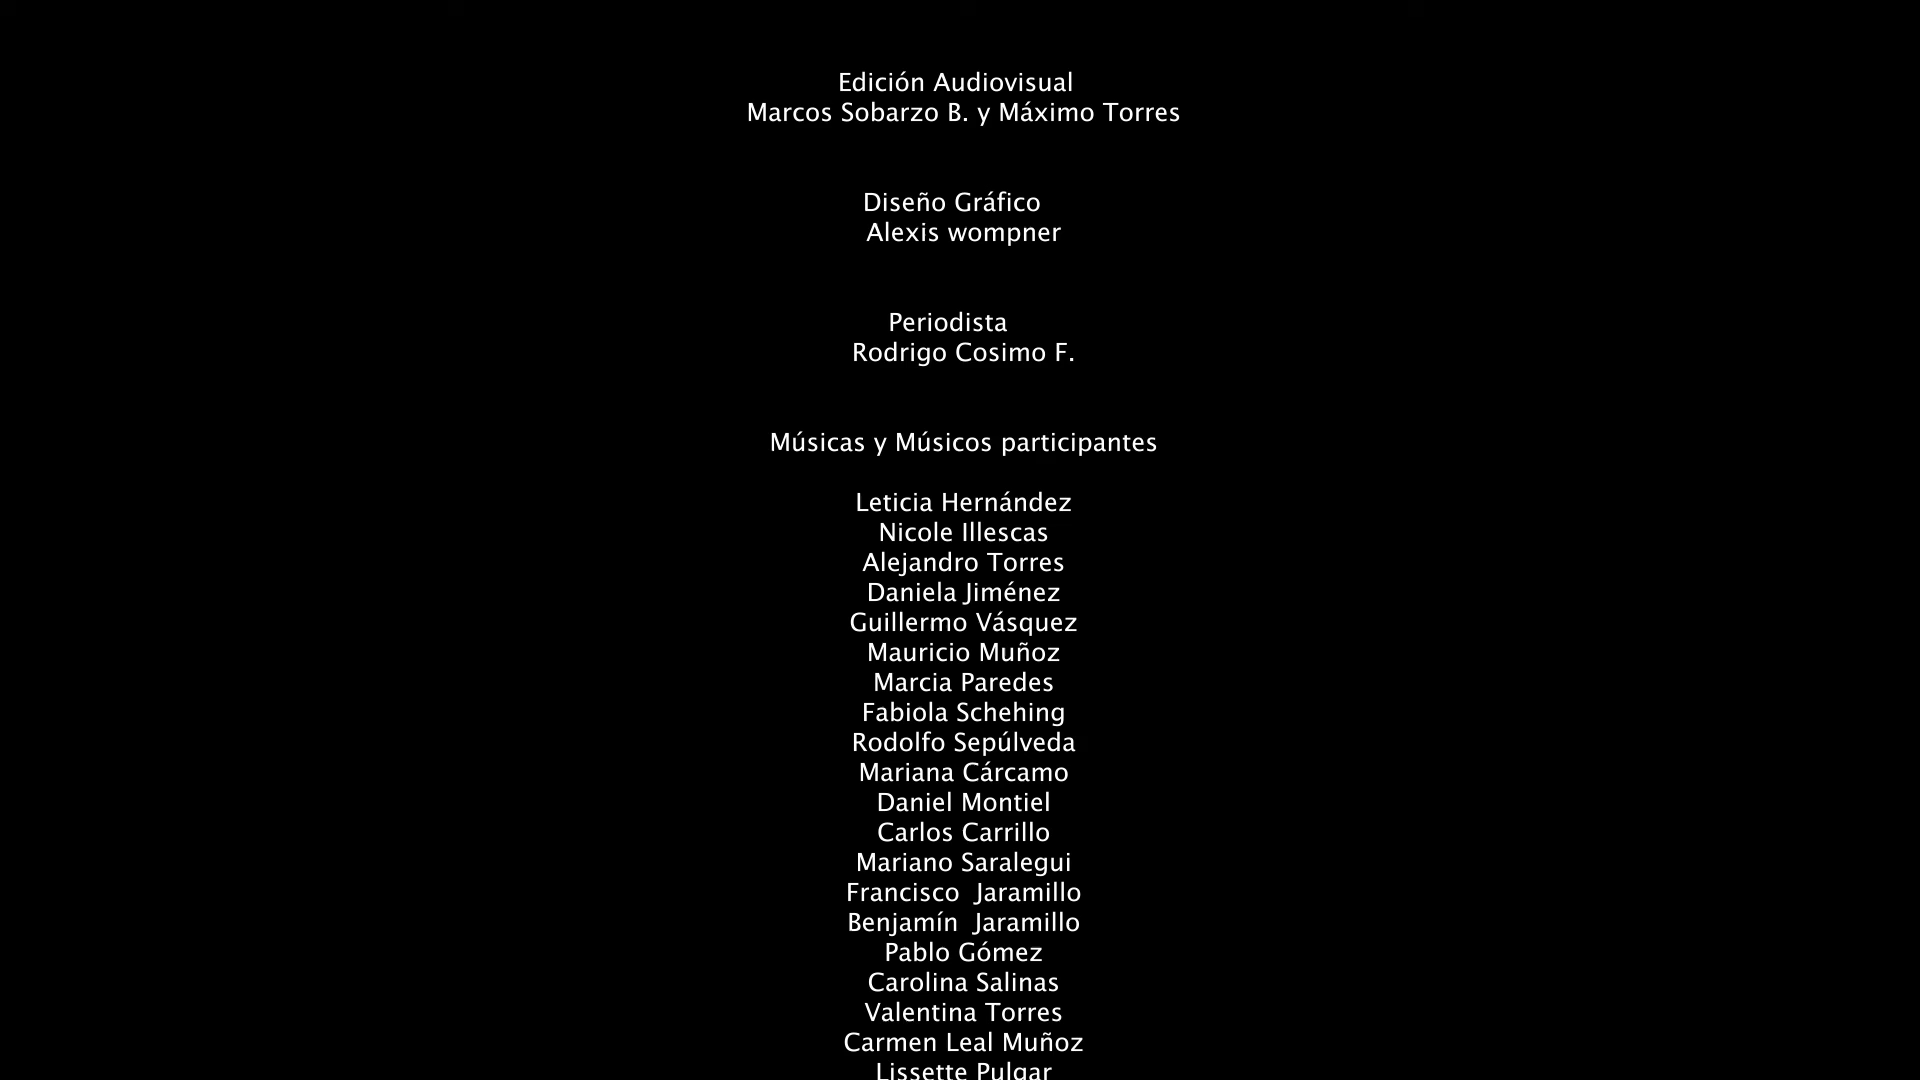 Edición Audiovisual
Marcos Sobarzo B. y Máximo Torres
Diseño Gráfico
Alexis wompner
Periodista
Rodrigo Cosimo F.
Músicas y Músicos participantes
Leticia Hernández
Nicole Illescas
Alejandro Torres
Daniela Jiménez
Guillermo Vásquez
Mauricio Muñoz
Marcia Paredes
Fabiola Schehing
Rodolfo Sepúlveda
Mariana Cárcamo
Daniel Montiel
Carlos Carrillo
Mariano Saralegui
Francisco  Jaramillo
Benjamín  Jaramillo
Pablo Gómez
Carolina Salinas
Valentina Torres
Carmen Leal Muñoz
Lissette Pulgar